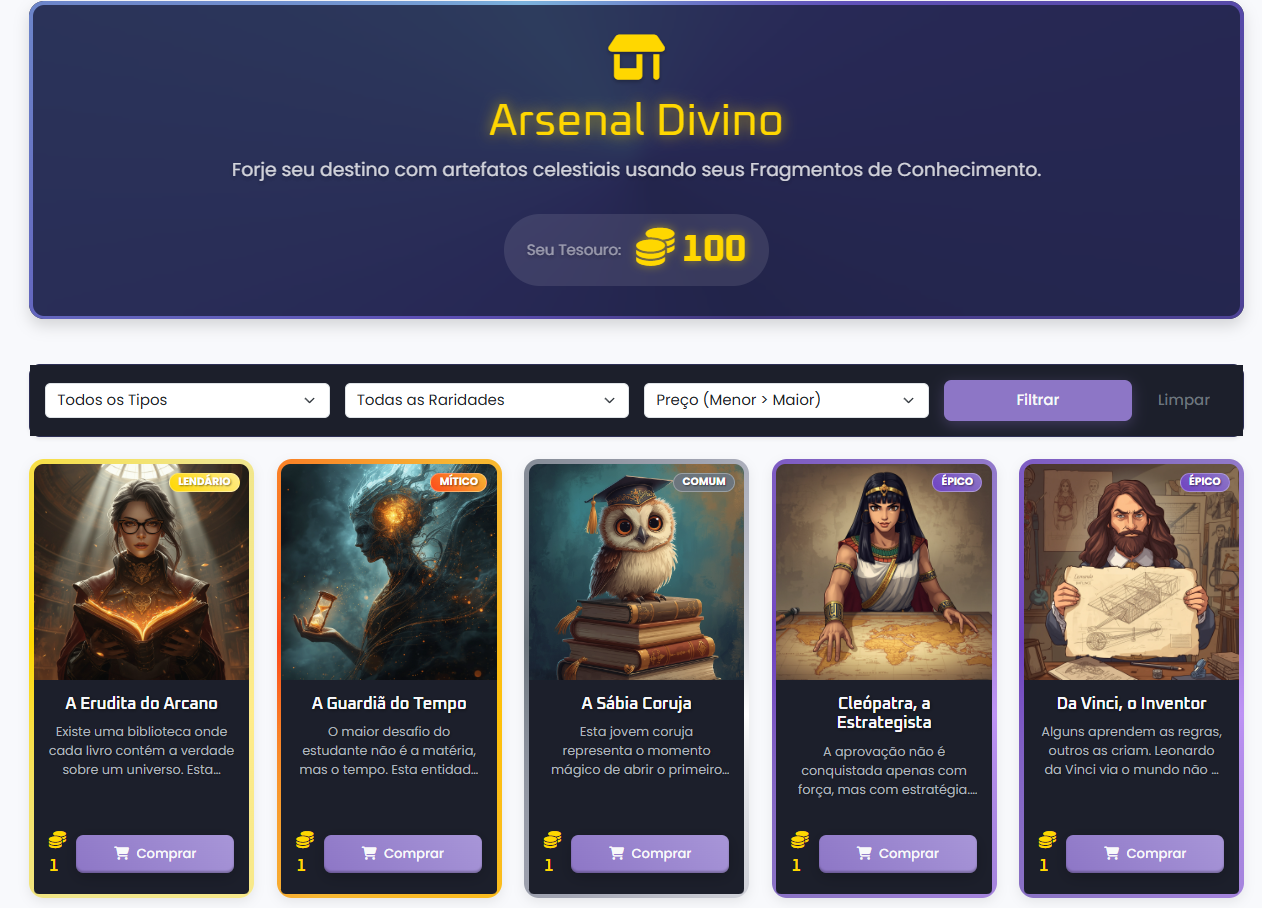 Arsenal Divino
Forje seu destino com artefatos celestiais usando seus Fragmentos de Conhecimento.
Seu Tesouro: 100
Todos os Tipos
Todas as Raridades
Preço (Menor > Maior)
Filtrar
Limpar
LENDÁRIO
A Erudita do Arcano
Existe uma biblioteca onde
cada livro contém a verdade
sobre um universo. Esta...
1
Comprar
MÍTICO
A Guardiã do Tempo
O maior desafio do
estudante não é a matéria,
mas o tempo. Esta entidad...
1
Comprar
COMUM
A Sábia Coruja
Esta jovem coruja
representa o momento
mágico de abrir o primeiro...
1
Comprar
ÉPICO
Cleópatra, a
Estrategista
A aprovação não é
conquistada apenas com
força, mas com estratégia....
1
Comprar
ÉPICO
Da Vinci, o Inventor
Alguns aprendem as regras,
outros as criam. Leonardo
da Vinci via o mundo não ...
1
Comprar